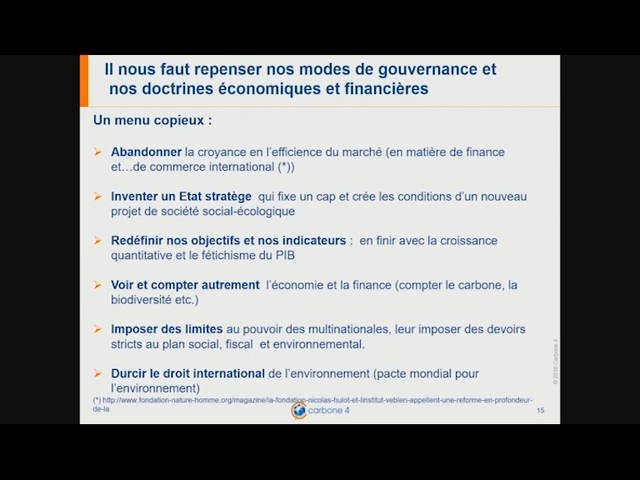 Il nous faut repenser nos modes de gouvernance et
nos doctrines économiques et financières
Un menu copieux :
➢ Abandonner la croyance en l'efficience du marché (en matière de finance
et…de commerce international (*))
➢ Inventer un Etat stratège qui fixe un cap et crée les conditions d'un nouveau
projet de société social-écologique
➢ Redéfinir nos objectifs et nos indicateurs : en finir avec la croissance
quantitative et le fétichisme du PIB
➢ Voir et compter autrement l'économie et la finance (compter le carbone, la
biodiversité etc.)
➢ Imposer des limites au pouvoir des multinationales, leur imposer des devoirs
stricts au plan social, fiscal et environnemental.
➢ Durcir le droit international de l'environnement (pacte mondial pour
l'environnement)
(*) http://www.fondation-nature-homme.org/magazine/la-fondation-nicolas-hulot-et-linstitut-veblen-appellent-une-reforme-en-profondeur-
de-la
carbone 4
15
Carbone 4